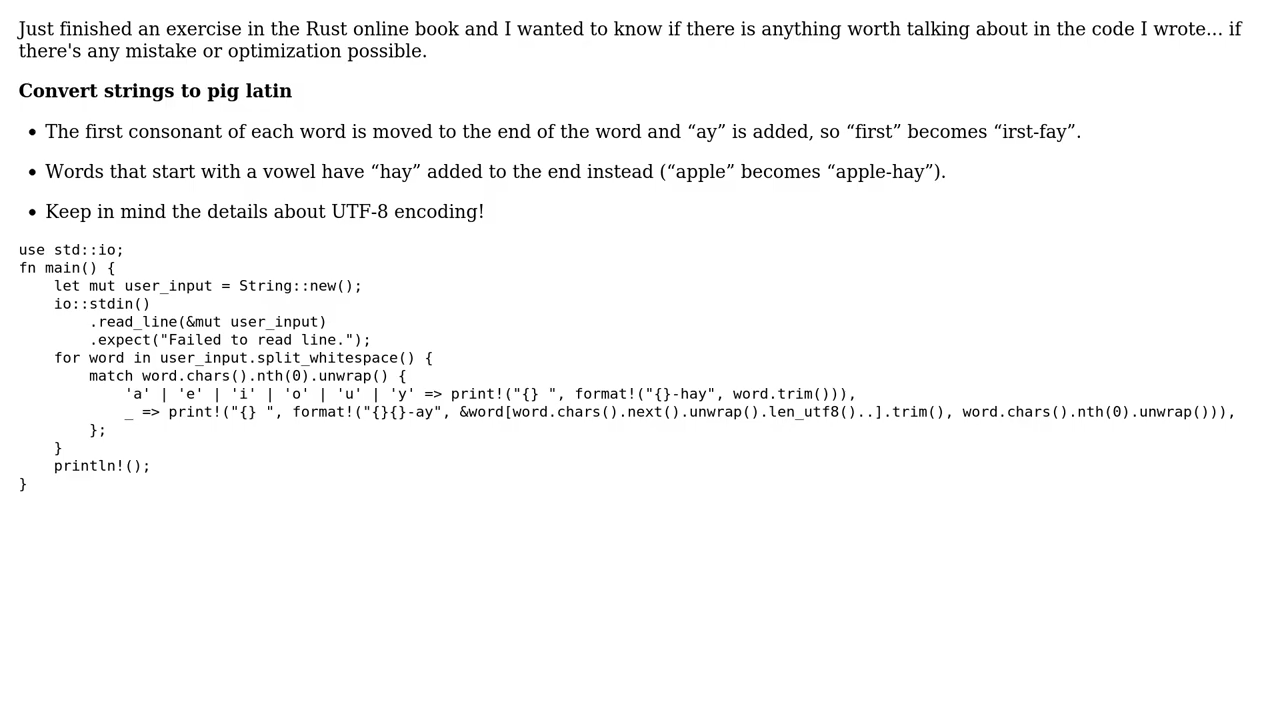 Just finished an exercise in the Rust online book and I wanted to know if there is anything worth talking about in the code I wrote... if
there's any mistake or optimization possible.
Convert strings to pig latin
• The first consonant of each word is moved to the end of the word and “ay” is added, so “first” becomes “irst-fay”.
• Words that start with a vowel have “hay” added to the end instead (“apple” becomes “apple-hay”).
• Keep in mind the details about UTF-8 encoding!
use std::io;
fn main() {
    let mut user_input = String::new();
    io::stdin()
        .read_line(&mut user_input)
        .expect("Failed to read line.");
    for word in user_input.split_whitespace() {
        match word.chars().nth(0).unwrap() {
            'a' | 'e' | 'i' | 'o' | 'u' | 'y' => print!("{} ", format!("{}-hay", word.trim())),
            _ => print!("{} ", format!("{}{}-ay", &word[word.chars().next().unwrap().len_utf8()..].trim(), word.chars().nth(0).unwrap())),
        };
    }
    println!();
}